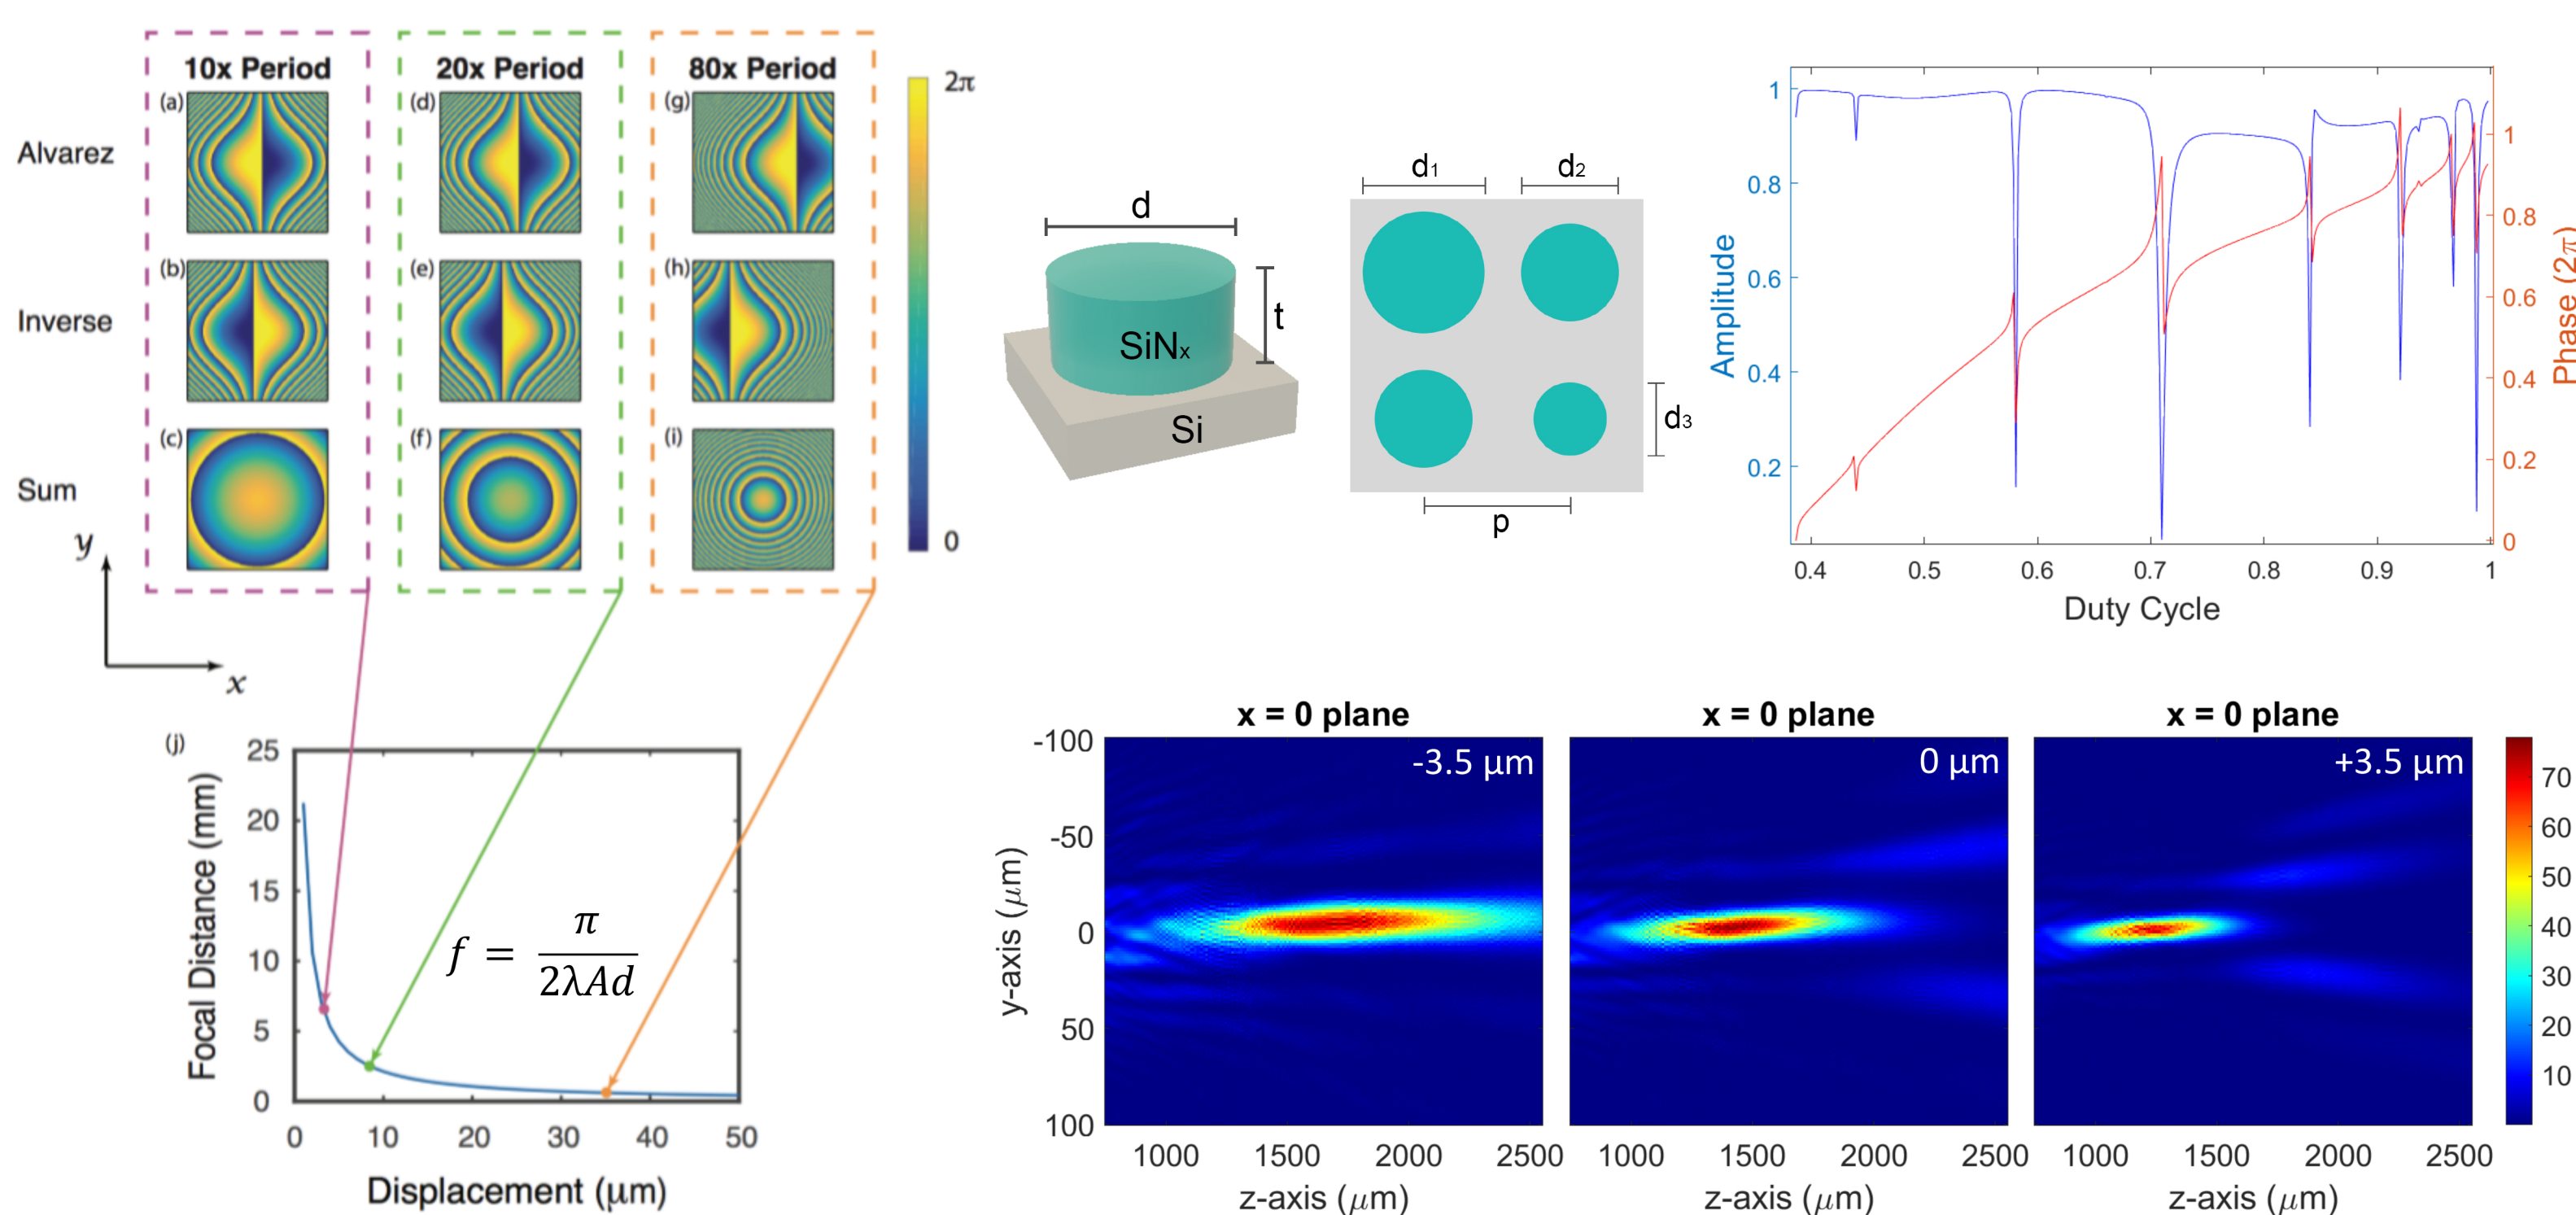 10x Period
20x Period
80x Period
(a)
(d)
(g)
2π
Alvarez
(b)
(e)
(h)
Inverse
(c)
(f)
(i)
Sum
0
y
x
(j)
25
20
15
10
5
0
Focal Distance (mm)
f = π / 2λAd
0 10 20 30 40 50
Displacement (μm)
d
t
SiNx
Si
d1
d2
d3
p
1
0.8
0.6
0.4
0.2
Amplitude
1
0.8
0.6
0.4
0.2
0
Phase (2π)
0.4 0.5 0.6 0.7 0.8 0.9 1
Duty Cycle
x = 0 plane
x = 0 plane
x = 0 plane
-3.5 μm
0 μm
+3.5 μm
-100
-50
0
50
100
y-axis (μm)
1000 1500 2000 2500
1000 1500 2000 2500
1000 1500 2000 2500
z-axis (μm)
z-axis (μm)
z-axis (μm)
70
60
50
40
30
20
10